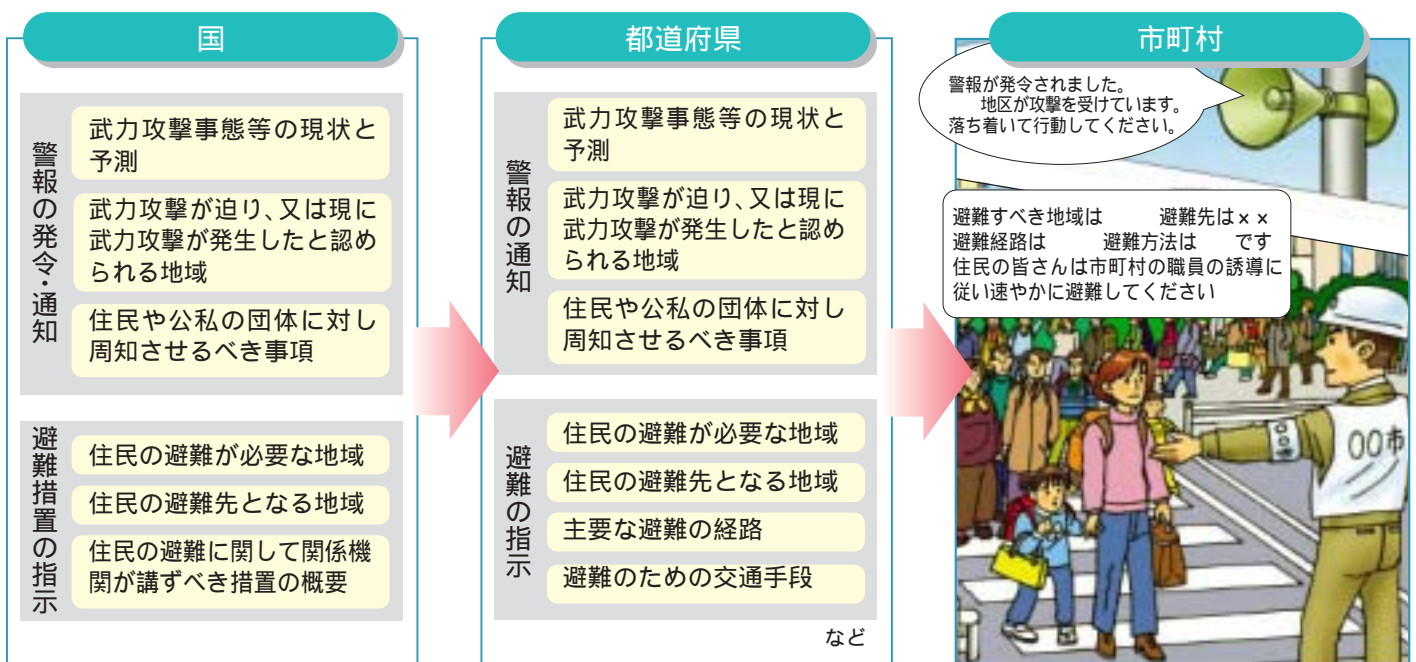 国
警報の発令・通知
武力攻撃事態等の現状と
予測
武力攻撃が迫り、又は現に
武力攻撃が発生したと認め
られる地域
住民や公私の団体に対し
周知させるべき事項
避難措置の指示
住民の避難が必要な地域
住民の避難先となる地域
住民の避難に関して関係機
関が講ずべき措置の概要
都道府県
警報の通知
武力攻撃事態等の現状と
予測
武力攻撃が迫り、又は現に
武力攻撃が発生したと認め
られる地域
住民や公私の団体に対し
周知させるべき事項
避難の指示
住民の避難が必要な地域
住民の避難先となる地域
主要な避難の経路
避難のための交通手段
など
市町村
警報が発令されました。
地区が攻撃を受けています。
落ち着いて行動してください。
避難すべき地域は　　避難先は××
避難経路は　　避難方法は　　です
住民の皆さんは市町村の職員の誘導に
従い速やかに避難してください
○○市